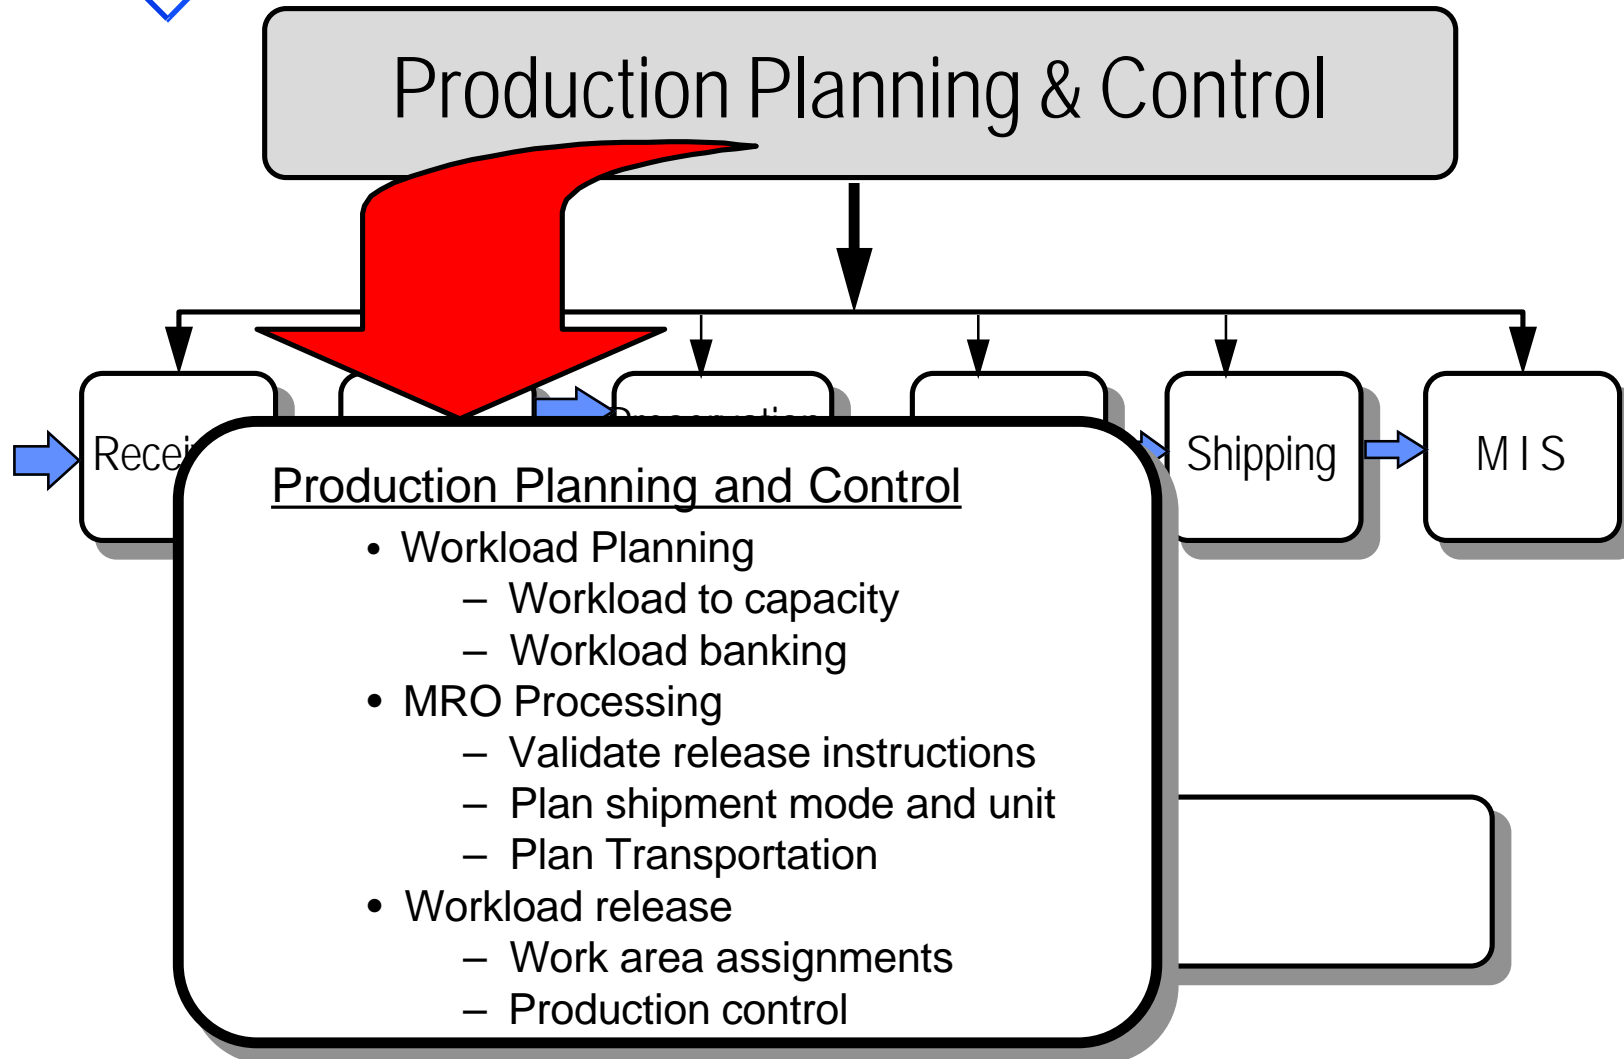 Production Planning & Control
Shipping
M I S
Production Planning and Control
• Workload Planning
– Workload to capacity
– Workload banking
• MRO Processing
– Validate release instructions
– Plan shipment mode and unit
– Plan Transportation
• Workload release
– Work area assignments
– Production control